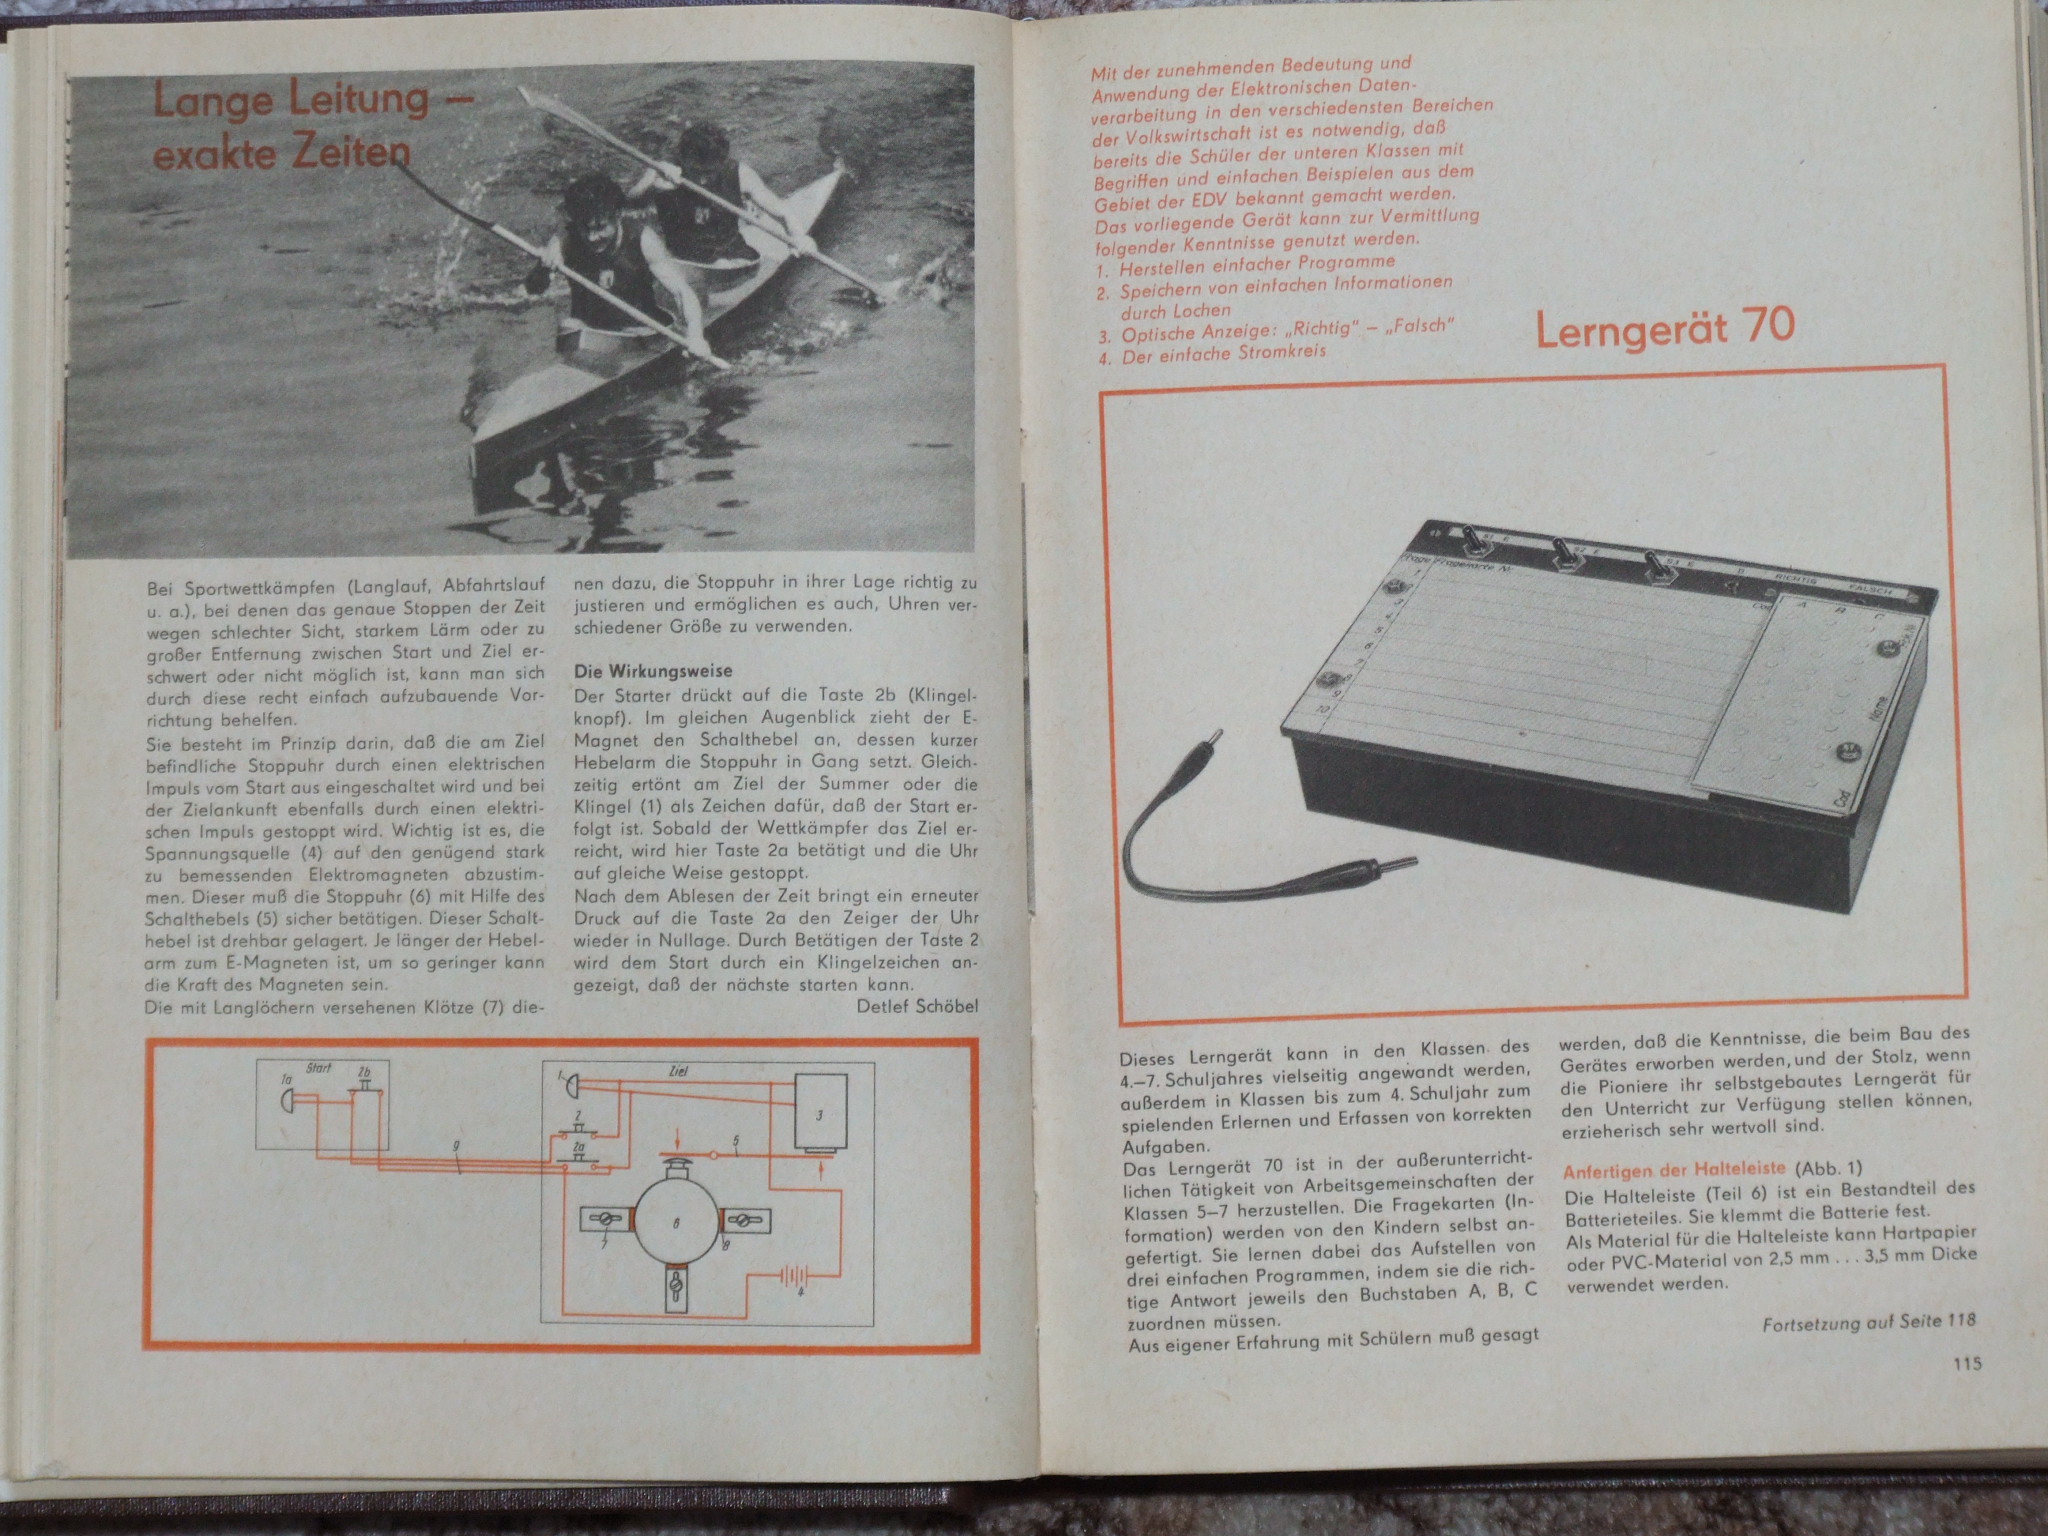 Lange Leitung –
exakte Zeiten
Bei Sportwettkämpfen (Langlauf, Abfahrtslauf
u. a.), bei denen das genaue Stoppen der Zeit
wegen schlechter Sicht, starkem Lärm oder zu
großer Entfernung zwischen Start und Ziel er-
schwert oder nicht möglich ist, kann man sich
durch diese recht einfach aufzubauende Vor-
richtung behelfen.
Sie besteht im Prinzip darin, daß die am Ziel
befindliche Stoppuhr durch einen elektrischen
Impuls vom Start aus eingeschaltet wird und bei
der Zielankunft ebenfalls durch einen elektri-
schen Impuls gestoppt wird. Wichtig ist es, die
Spannungsquelle (4) auf den genügend stark
zu bemessenden Elektromagneten abzustim-
men. Dieser muß die Stoppuhr (6) mit Hilfe des
Schalthebels (5) sicher betätigen. Dieser Schalt-
hebel ist drehbar gelagert. Je länger der Hebel-
arm zum E-Magneten ist, um so geringer kann
die Kraft des Magneten sein.
Die mit Langlöchern versehenen Klötze (7) die-
nen dazu, die Stoppuhr in ihrer Lage richtig zu
justieren und ermöglichen es auch, Uhren ver-
schiedener Größe zu verwenden.
Die Wirkungsweise
Der Starter drückt auf die Taste 2b (Klingel-
knopf). Im gleichen Augenblick zieht der E-
Magnet den Schalthebel an, dessen kurzer
Hebelarm die Stoppuhr in Gang setzt. Gleich-
zeitig ertönt am Ziel der Summer oder die
Klingel (1) als Zeichen dafür, daß der Start er-
folgt ist. Sobald der Wettkämpfer das Ziel er-
reicht, wird hier Taste 2a betätigt und die Uhr
auf gleiche Weise gestoppt.
Nach dem Ablesen der Zeit bringt ein erneuter
Druck auf die Taste 2a den Zeiger der Uhr
wieder in Nullage. Durch Betätigen der Taste 2
wird dem Start durch ein Klingelzeichen an-
gezeigt, daß der nächste starten kann.
Detlef Schöbel
Start
1a
2b
9
Ziel
1
2
2a
3
5
6
7
8
4
Mit der zunehmenden Bedeutung und
Anwendung der Elektronischen Daten-
verarbeitung in den verschiedensten Bereichen
der Volkswirtschaft ist es notwendig, daß
bereits die Schüler der unteren Klassen mit
Begriffen und einfachen Beispielen aus dem
Gebiet der EDV bekannt gemacht werden.
Das vorliegende Gerät kann zur Vermittlung
folgender Kenntnisse genutzt werden.
1. Herstellen einfacher Programme
2. Speichern von einfachen Informationen
durch Lochen
3. Optische Anzeige: „Richtig" – „Falsch"
4. Der einfache Stromkreis
Lerngerät 70
S1 E
S2 E
S3 E
RICHTIG
FALSCH
Frage Fragekarte Nr.
A B C
1
3
4
5
6
7
8
9
10
Name
Cod
Dieses Lerngerät kann in den Klassen des
4.–7. Schuljahres vielseitig angewandt werden,
außerdem in Klassen bis zum 4. Schuljahr zum
spielenden Erlernen und Erfassen von korrekten
Aufgaben.
Das Lerngerät 70 ist in der außerunterricht-
lichen Tätigkeit von Arbeitsgemeinschaften der
Klassen 5–7 herzustellen. Die Fragekarten (In-
formation) werden von den Kindern selbst an-
gefertigt. Sie lernen dabei das Aufstellen von
drei einfachen Programmen, indem sie die rich-
tige Antwort jeweils den Buchstaben A, B, C
zuordnen müssen.
Aus eigener Erfahrung mit Schülern muß gesagt
werden, daß die Kenntnisse, die beim Bau des
Gerätes erworben werden, und der Stolz, wenn
die Pioniere ihr selbstgebautes Lerngerät für
den Unterricht zur Verfügung stellen können,
erzieherisch sehr wertvoll sind.
Anfertigen der Halteleiste (Abb. 1)
Die Halteleiste (Teil 6) ist ein Bestandteil des
Batterieteiles. Sie klemmt die Batterie fest.
Als Material für die Halteleiste kann Hartpapier
oder PVC-Material von 2,5 mm . . . 3,5 mm Dicke
verwendet werden.
Fortsetzung auf Seite 118
115